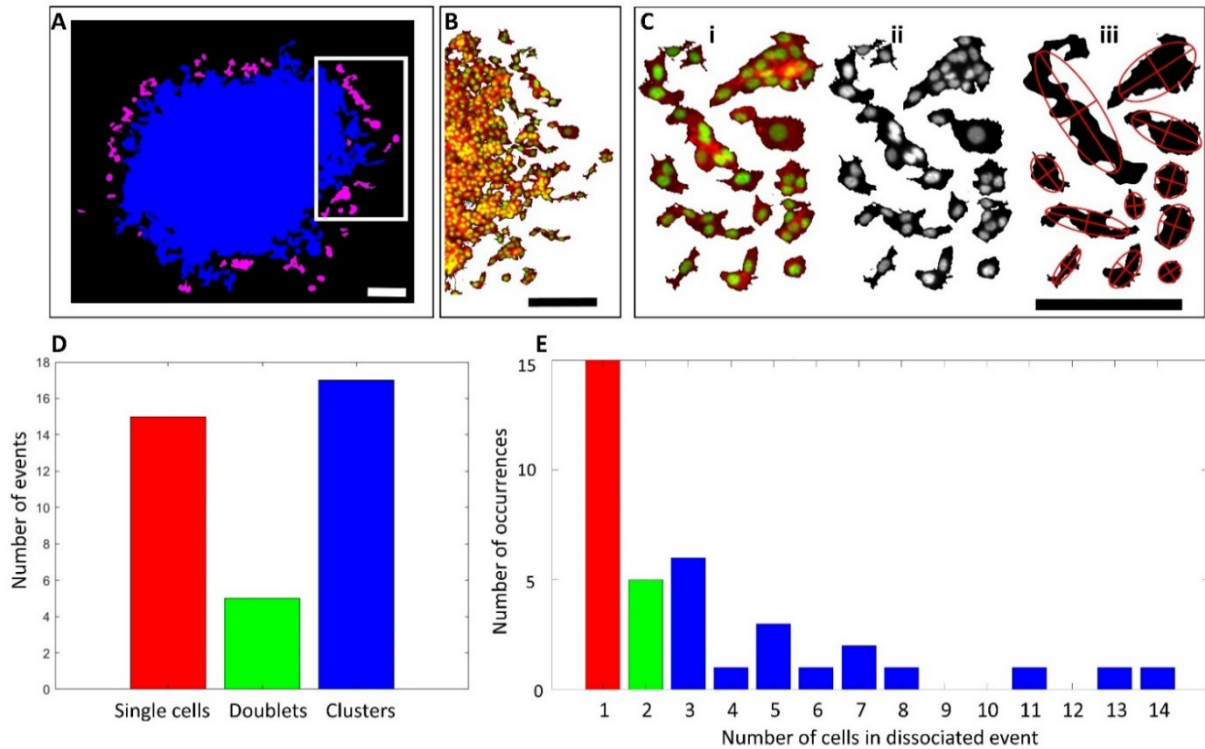 A
B
C
i
ii
iii
D
18
16
14
12
10
8
6
4
2
0
Number of events
Single cells Doublets Clusters
E
15
10
5
0
Number of occurrences
1 2 3 4 5 6 7 8 9 10 11 12 13 14
Number of cells in dissociated event